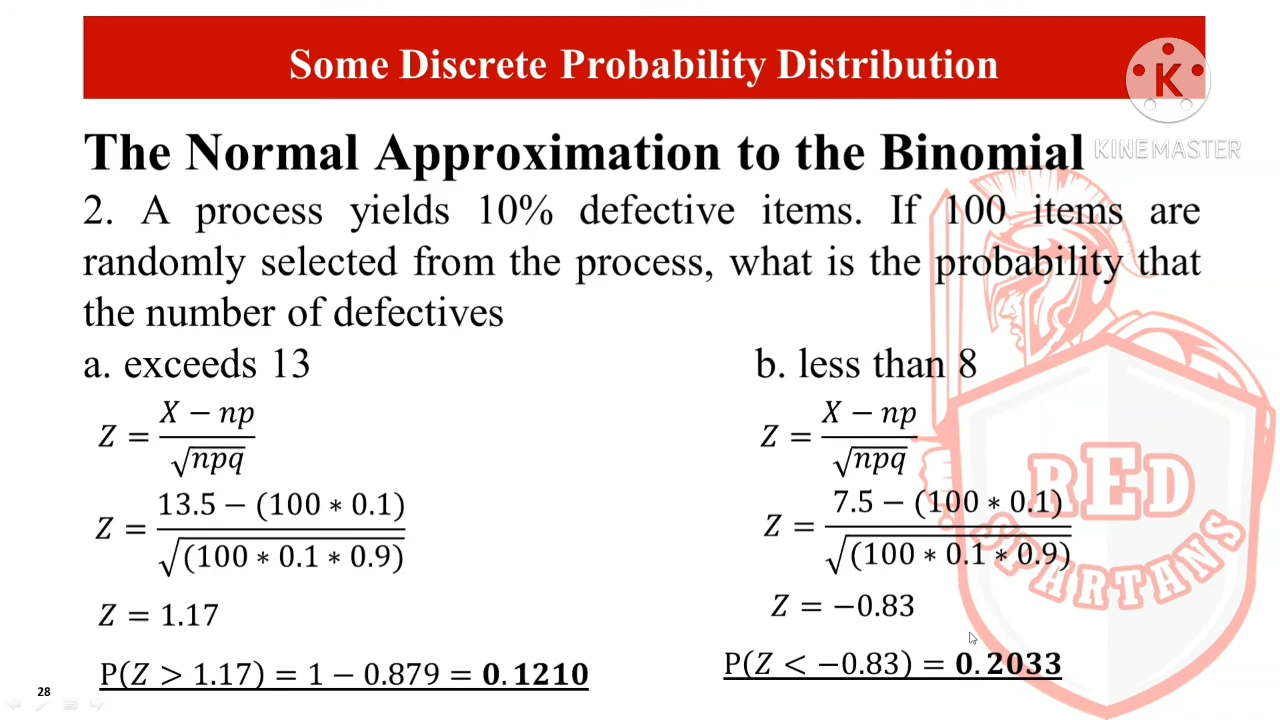 Some Discrete Probability Distribution
K
KINEMASTER
The Normal Approximation to the Binomial
2. A process yields 10% defective items. If 100 items are
randomly selected from the process, what is the probability that
the number of defectives
a. exceeds 13
Z = (X − np)/√npq
Z = (13.5 − (100 ∗ 0.1))/√(100 ∗ 0.1 ∗ 0.9)
Z = 1.17
P(Z > 1.17) = 1 − 0.879 = 0.1210
b. less than 8
Z = (X − np)/√npq
Z = (7.5 − (100 ∗ 0.1))/√(100 ∗ 0.1 ∗ 0.9)
Z = −0.83
P(Z < −0.83) = 0.2033
RED
SPARTANS
28